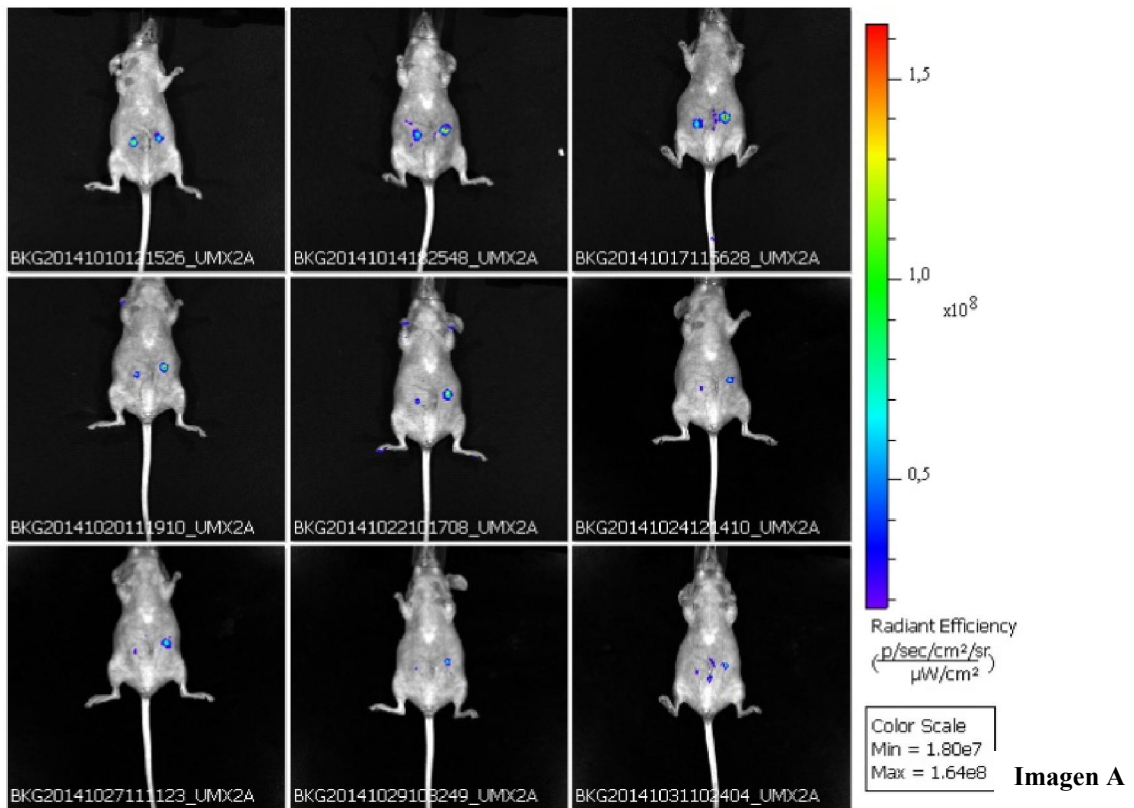 BKG20141010121526_UMX2A
BKG20141014182548_UMX2A
BKG20141017115628_UMX2A
BKG20141020111910_UMX2A
BKG20141022101708_UMX2A
BKG20141024121410_UMX2A
BKG20141027111123_UMX2A
BKG20141029103249_UMX2A
BKG20141031102404_UMX2A
1,5
1,0
x10⁸
0,5
Radiant Efficiency
(p/sec/cm²/sr
µW/cm²)
Color Scale
Min = 1.80e7
Max = 1.64e8
Imagen A